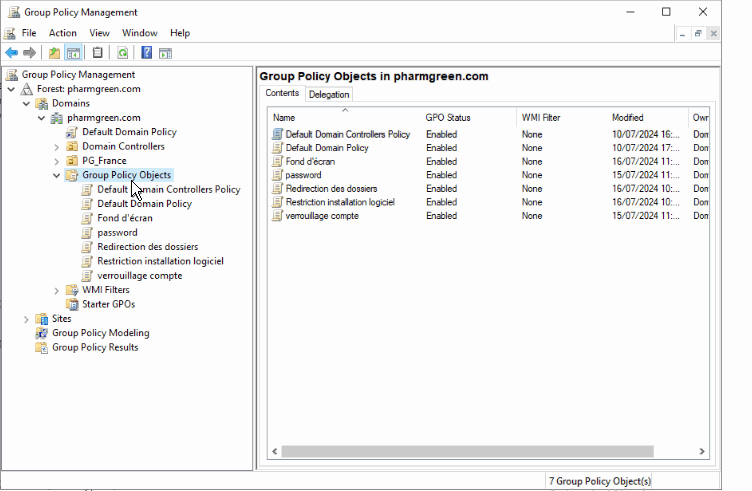 Group Policy Management
File Action View Window Help
Group Policy Management
Forest: pharmgreen.com
Domains
pharmgreen.com
Default Domain Policy
Domain Controllers
PG_France
Group Policy Objects
Default Domain Controllers Policy
Default Domain Policy
Fond d'écran
password
Redirection des dossiers
Restriction installation logiciel
verrouillage compte
WMI Filters
Starter GPOs
Sites
Group Policy Modeling
Group Policy Results
Group Policy Objects in pharmgreen.com
Contents Delegation
Name GPO Status WMI Filter Modified Own
Default Domain Controllers Policy Enabled None 10/07/2024 16:... Dom
Default Domain Policy Enabled None 10/07/2024 17:... Dom
Fond d'écran Enabled None 16/07/2024 11:... Dom
password Enabled None 15/07/2024 11:... Dom
Redirection des dossiers Enabled None 16/07/2024 10:... Dom
Restriction installation logiciel Enabled None 16/07/2024 10:... Dom
verrouillage compte Enabled None 15/07/2024 11:... Dom
7 Group Policy Object(s)